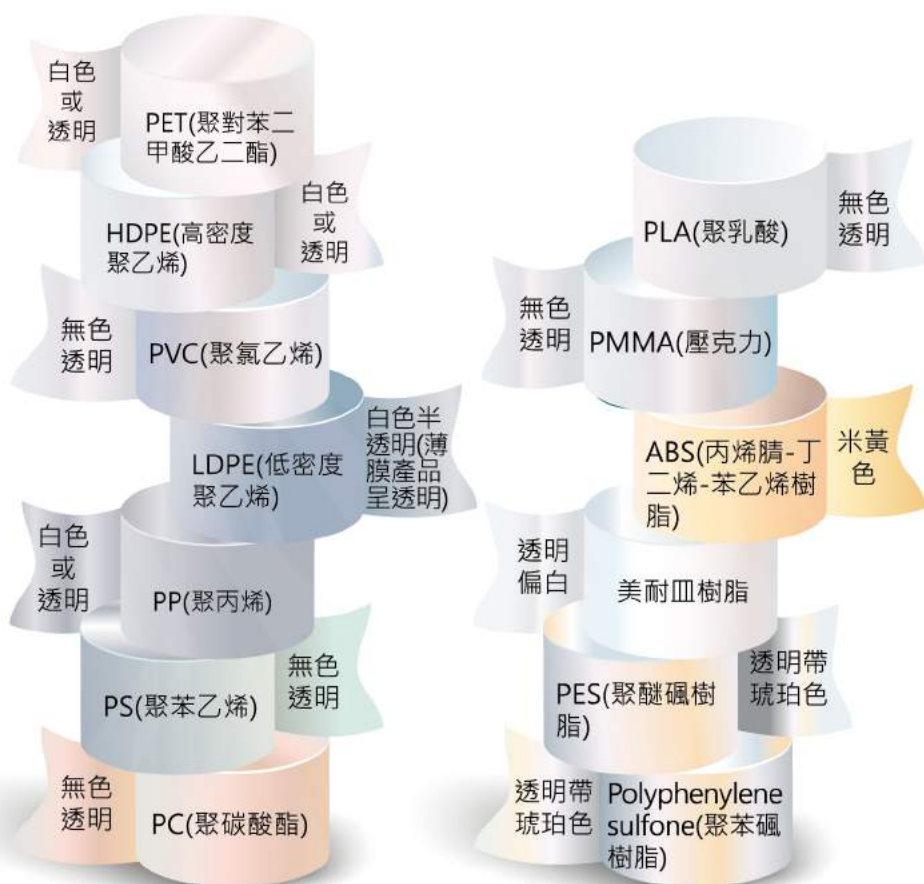 白色
或
透明
PET(聚對苯二
甲酸乙二酯)
HDPE(高密度
聚乙烯)
白色
或
透明
無色
透明
PVC(聚氯乙烯)
LDPE(低密度
聚乙烯)
白色半
透明(薄
膜產品
呈透明)
白色
或
透明
PP(聚丙烯)
PS(聚苯乙烯)
無色
透明
無色
透明
PC(聚碳酸酯)
PLA(聚乳酸)
無色
透明
無色
透明
PMMA(壓克力)
ABS(丙烯腈-丁
二烯-苯乙烯樹
脂)
米黃
色
透明
偏白
美耐皿樹脂
PES(聚醚碸樹
脂)
透明帶
琥珀色
透明帶
琥珀色
Polyphenylene
sulfone(聚苯碸
樹脂)